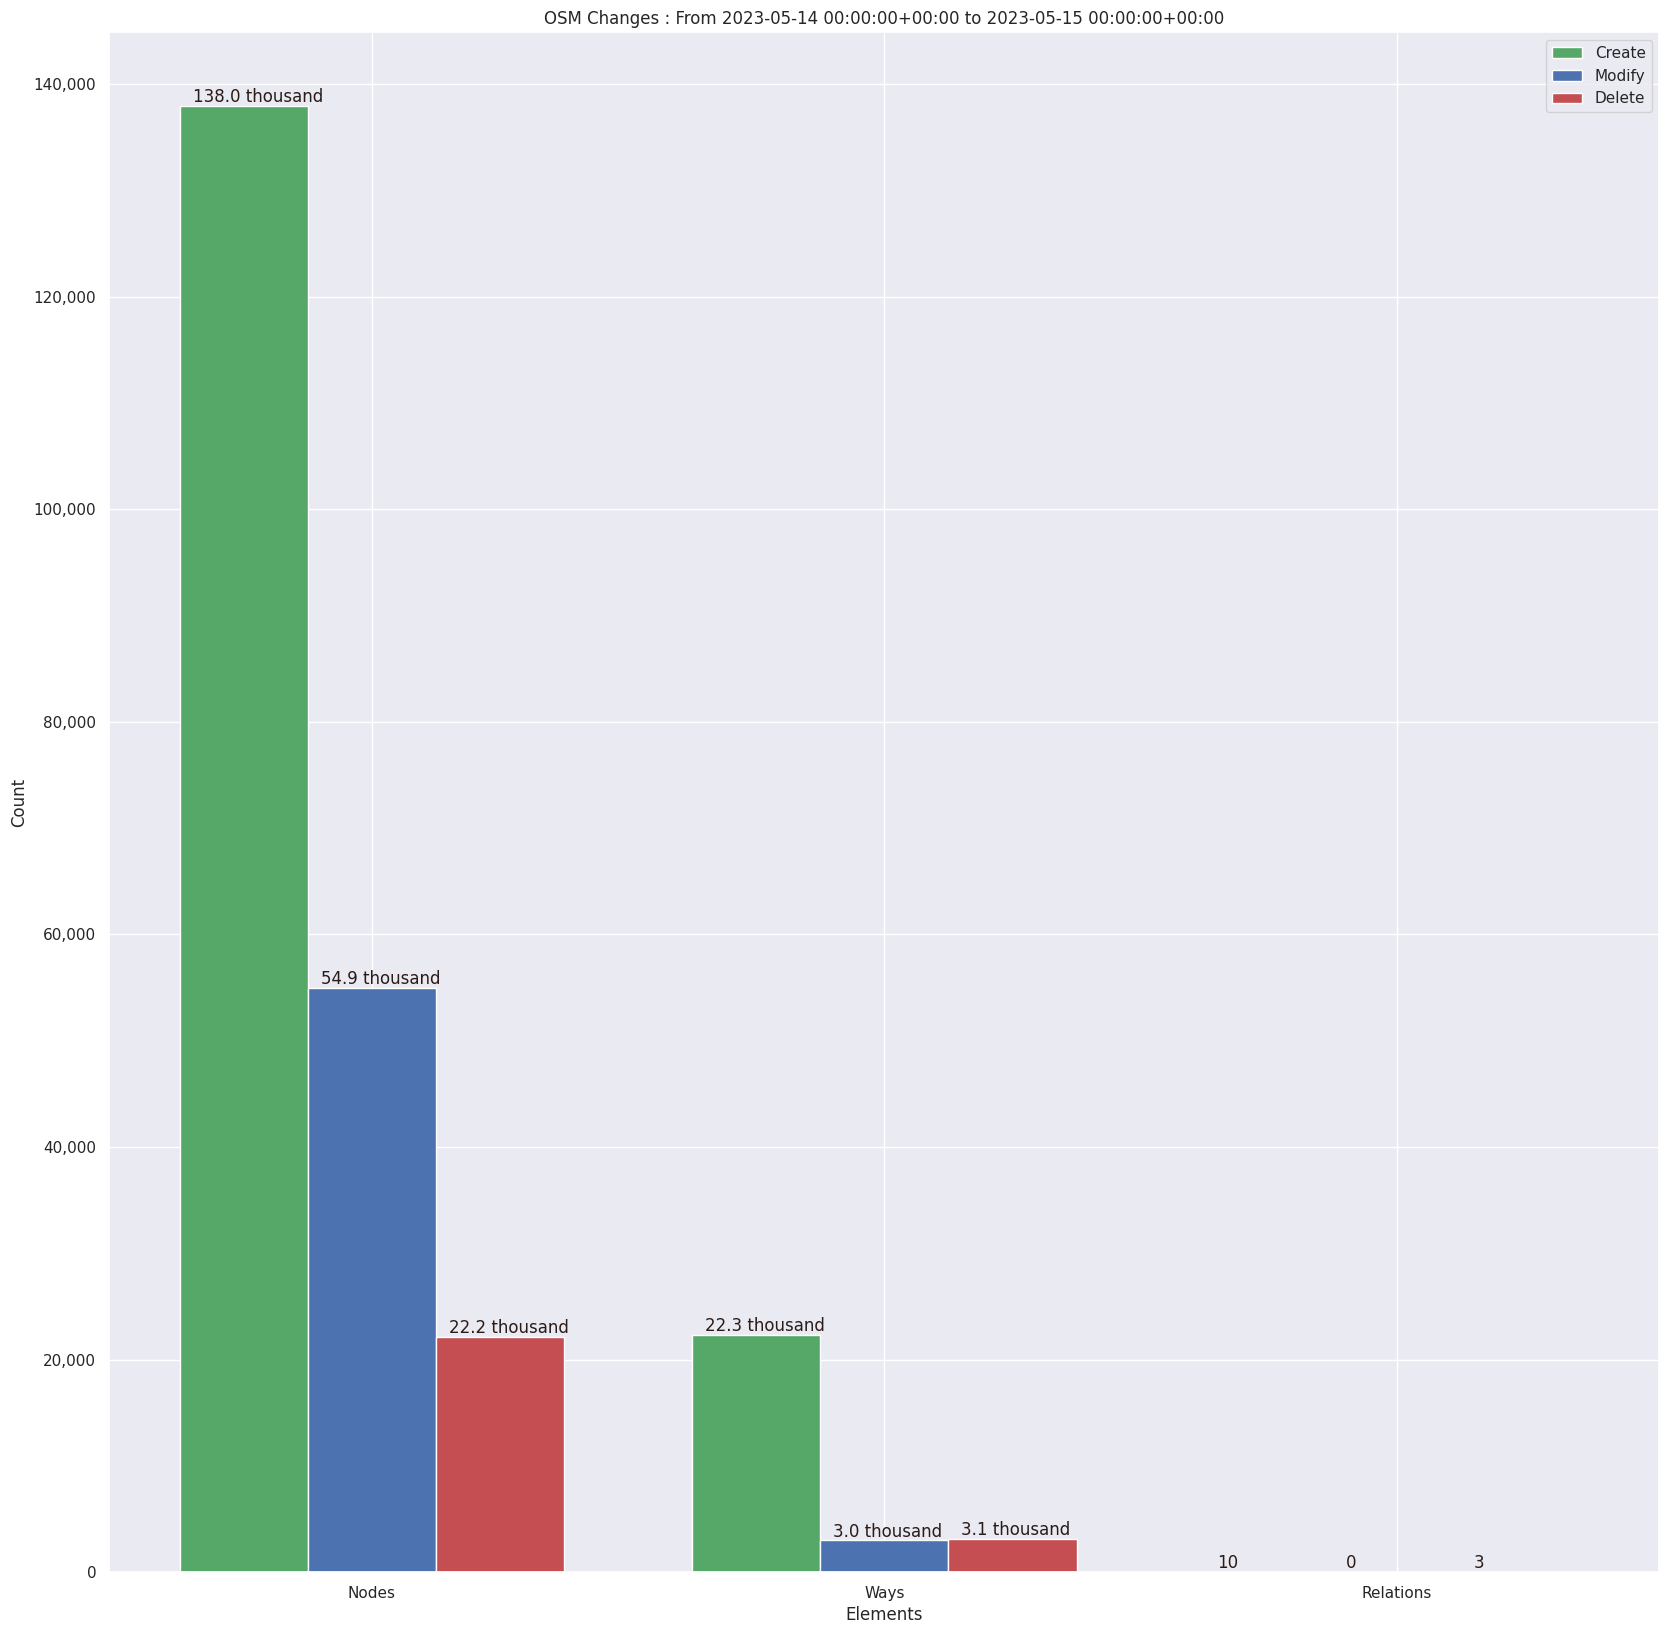 OSM Changes : From 2023-05-14 00:00:00+00:00 to 2023-05-15 00:00:00+00:00
Create
Modify
Delete
140,000
120,000
100,000
80,000
60,000
40,000
20,000
0
Count
138.0 thousand
54.9 thousand
22.2 thousand
22.3 thousand
3.0 thousand
3.1 thousand
10
0
3
Nodes
Ways
Relations
Elements